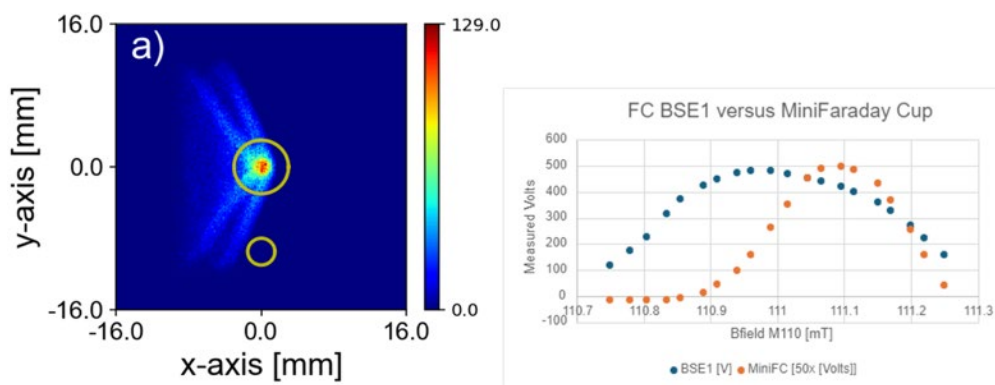 a)
16.0
0.0
-16.0
y-axis [mm]
-16.0 0.0 16.0
x-axis [mm]
129.0
0.0
FC BSE1 versus MiniFaraday Cup
600
500
400
300
200
100
0
-100
Measured Volts
110.7 110.8 110.9 111 111.1 111.2 111.3
Bfield M110 [mT]
BSE1 [V] MiniFC [50x [Volts]]